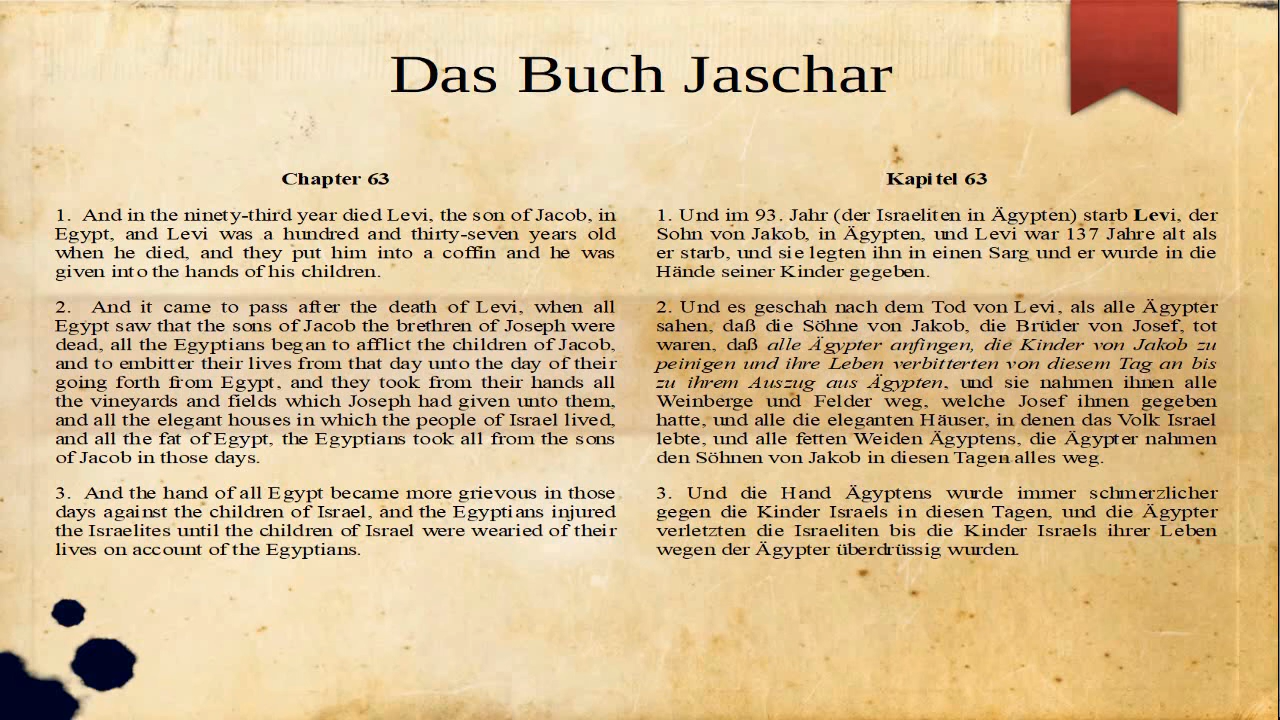 Das Buch Jaschar
Chapter 63
1. And in the ninety-third year died Levi, the son of Jacob, in
Egypt, and Levi was a hundred and thirty-seven years old
when he died, and they put him into a coffin and he was
given into the hands of his children.
2. And it came to pass after the death of Levi, when all
Egypt saw that the sons of Jacob the brethren of Joseph were
dead, all the Egyptians began to afflict the children of Jacob,
and to embitter their lives from that day unto the day of their
going forth from Egypt, and they took from their hands all
the vineyards and fields which Joseph had given unto them,
and all the elegant houses in which the people of Israel lived,
and all the fat of Egypt, the Egyptians took all from the sons
of Jacob in those days.
3. And the hand of all Egypt became more grievous in those
days against the children of Israel, and the Egyptians injured
the Israelites until the children of Israel were wearied of their
lives on account of the Egyptians.
Kapitel 63
1. Und im 93. Jahr (der Israeliten in Ägypten) starb Levi, der
Sohn von Jakob, in Ägypten, und Levi war 137 Jahre alt als
er starb, und sie legten ihn in einen Sarg und er wurde in die
Hände seiner Kinder gegeben.
2. Und es geschah nach dem Tod von Levi, als alle Ägypter
sahen, daß die Söhne von Jakob, die Brüder von Josef, tot
waren, daß alle Ägypter anfingen, die Kinder von Jakob zu
peinigen und ihre Leben verbitterten von diesem Tag an bis
zu ihrem Auszug aus Ägypten, und sie nahmen ihnen alle
Weinberge und Felder weg, welche Josef ihnen gegeben
hatte, und alle die eleganten Häuser, in denen das Volk Israel
lebte, und alle fetten Weiden Ägyptens, die Ägypter nahmen
den Söhnen von Jakob in diesen Tagen alles weg.
3. Und die Hand Ägyptens wurde immer schmerzlicher
gegen die Kinder Israels in diesen Tagen, und die Ägypter
verletzten die Israeliten bis die Kinder Israels ihrer Leben
wegen der Ägypter überdrüssig wurden.